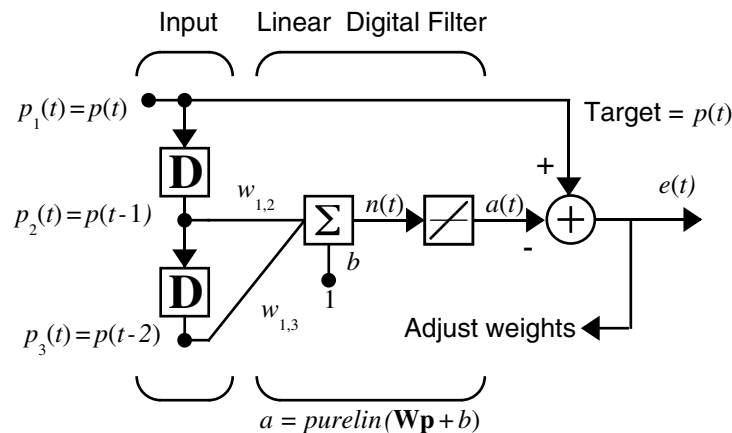 Input
Linear Digital Filter
p1(t) = p(t)
Target = p(t)
D
+
e(t)
w1,2
n(t)
a(t)
p2(t) = p(t-1)
Σ
+
-
b
D
1
w1,3
Adjust weights
p3(t) = p(t-2)
a = purelin(Wp + b)